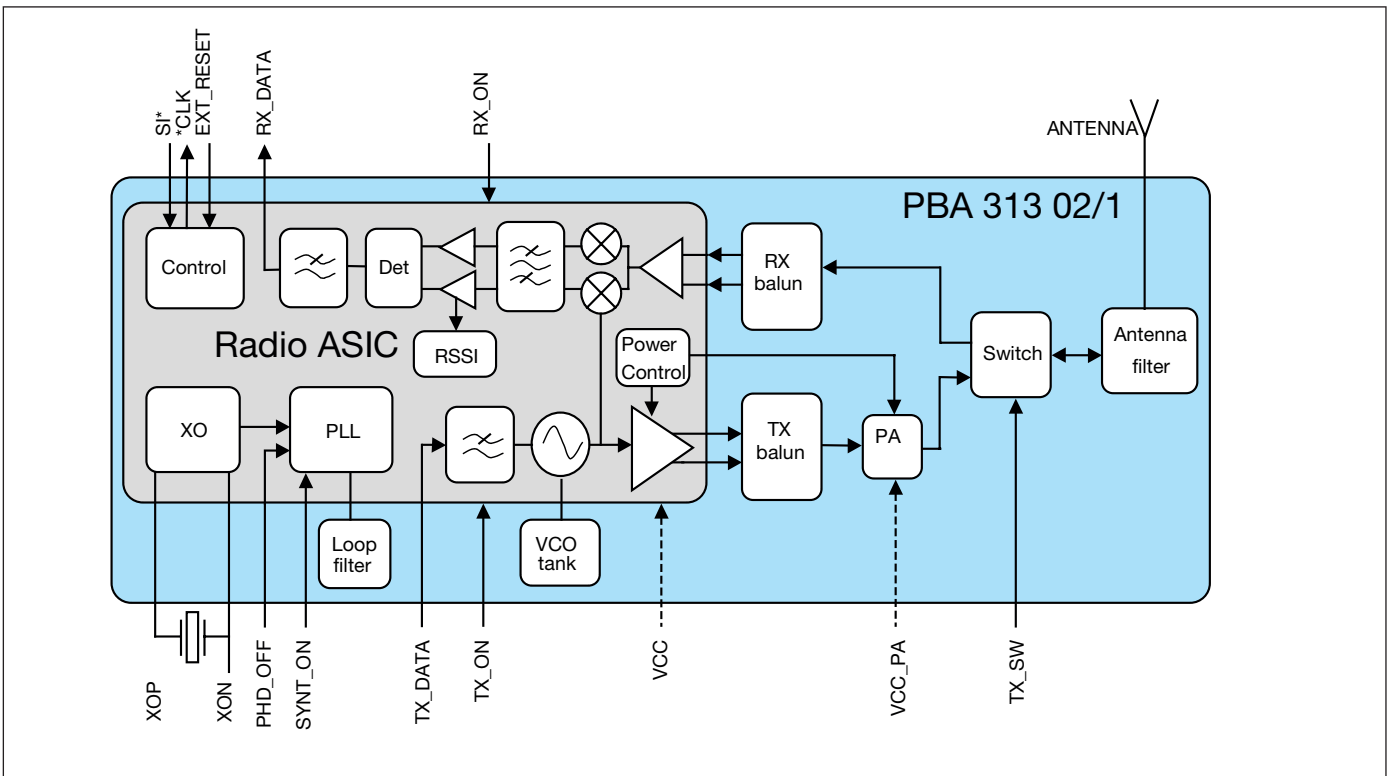 SI*
*CLK
EXT_RESET
RX_DATA
RX_ON
ANTENNA
PBA 313 02/1
Control
Det
RX
balun
Radio ASIC
RSSI
Power
Control
Switch
Antenna
filter
XO
PLL
TX
balun
PA
Loop
filter
VCO
tank
XOP
XON
PHD_OFF
SYNT_ON
TX_DATA
TX_ON
VCC
VCC_PA
TX_SW